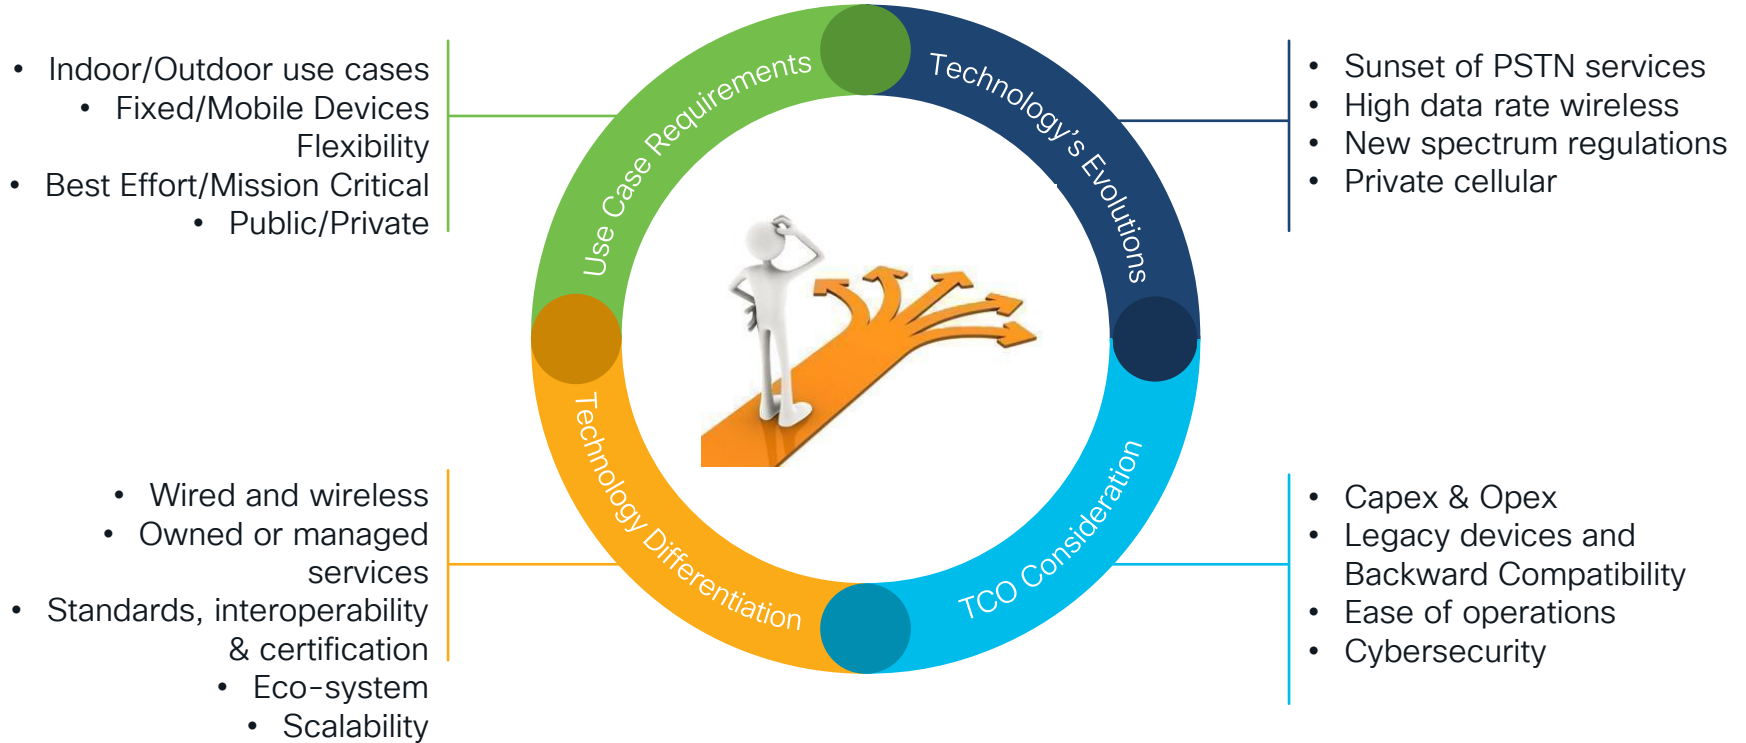 • Indoor/Outdoor use cases
• Fixed/Mobile Devices
Flexibility
• Best Effort/Mission Critical
• Public/Private
Use Case Requirements
Technology's Evolutions
• Sunset of PSTN services
• High data rate wireless
• New spectrum regulations
• Private cellular
• Wired and wireless
• Owned or managed
services
• Standards, interoperability
& certification
• Eco-system
• Scalability
Technology Differentiation
TCO Consideration
• Capex & Opex
• Legacy devices and
Backward Compatibility
• Ease of operations
• Cybersecurity